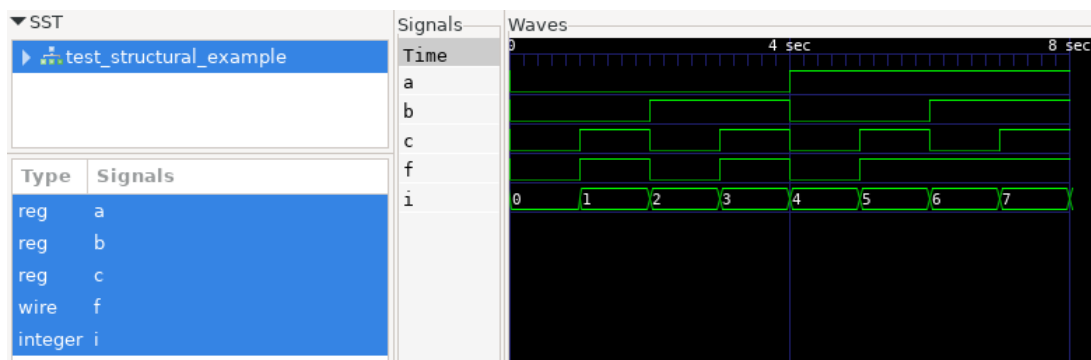 SST
test_structural_example
Type Signals
reg a
reg b
reg c
wire f
integer i
Signals
Time
a
b
c
f
i
Waves
0 4 sec 8 sec
0 1 2 3 4 5 6 7